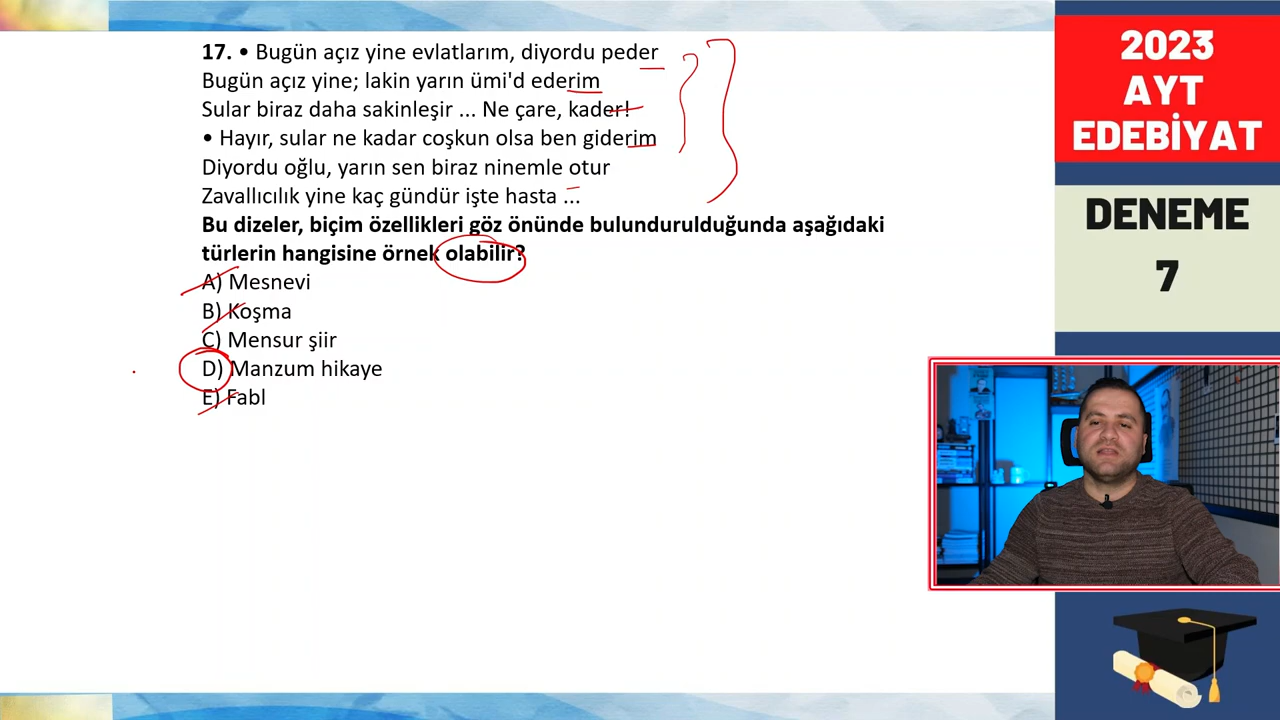 17. • Bugün açız yine evlatlarım, diyordu peder
Bugün açız yine; lakin yarın ümi'd ederim
Sular biraz daha sakinleşir ... Ne çare, kader!
• Hayır, sular ne kadar coşkun olsa ben giderim
Diyordu oğlu, yarın sen biraz ninemle otur
Zavallıcılık yine kaç gündür işte hasta ...
Bu dizeler, biçim özellikleri göz önünde bulundurulduğunda aşağıdaki
türlerin hangisine örnek olabilir?
A) Mesnevi
B) Koşma
C) Mensur şiir
D) Manzum hikaye
E) Fabl
2023
AYT
EDEBİYAT
DENEME
7